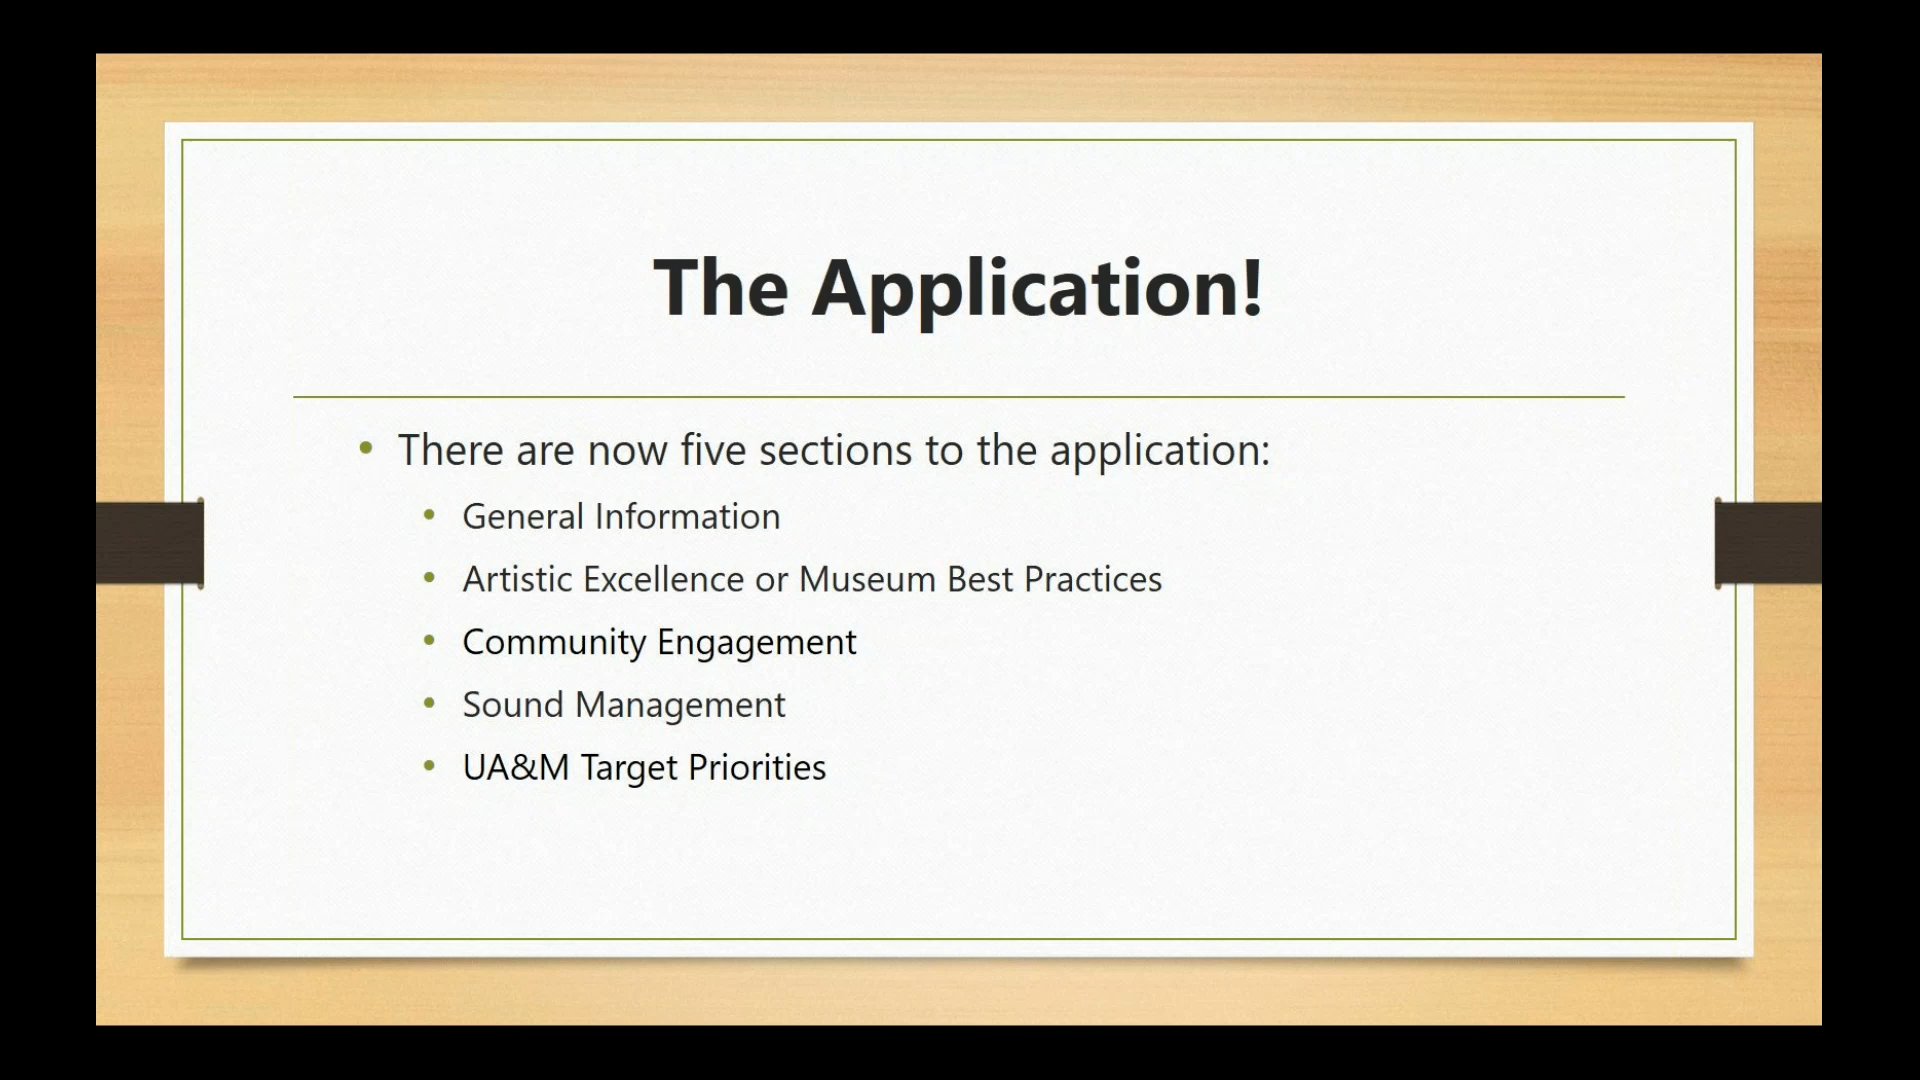 The Application!
• There are now five sections to the application:
• General Information
• Artistic Excellence or Museum Best Practices
• Community Engagement
• Sound Management
• UA&M Target Priorities